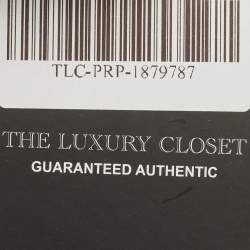 TLC-PRP-1879787
THE LUXURY CLOSET
GUARANTEED AUTHENTIC